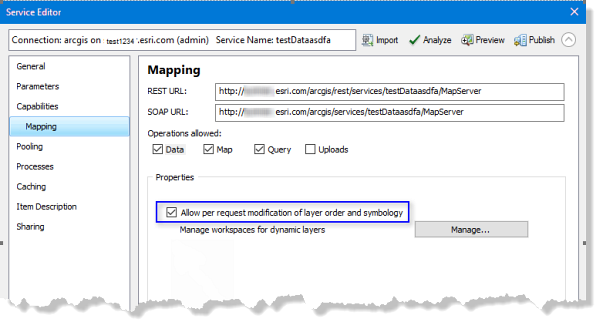 Service Editor
Connection: arcgis on test1234 .esri.com (admin) Service Name: testDataasdfa
Import
Analyze
Preview
Publish
General
Parameters
Capabilities
Mapping
Pooling
Processes
Caching
Item Description
Sharing
Mapping
REST URL: http:// esri.com/arcgis/rest/services/testDataasdfa/MapServer
SOAP URL: http:// esri.com/arcgis/services/testDataasdfa/MapServer
Operations allowed:
Data Map Query Uploads
Properties
Allow per request modification of layer order and symbology
Manage workspaces for dynamic layers Manage...